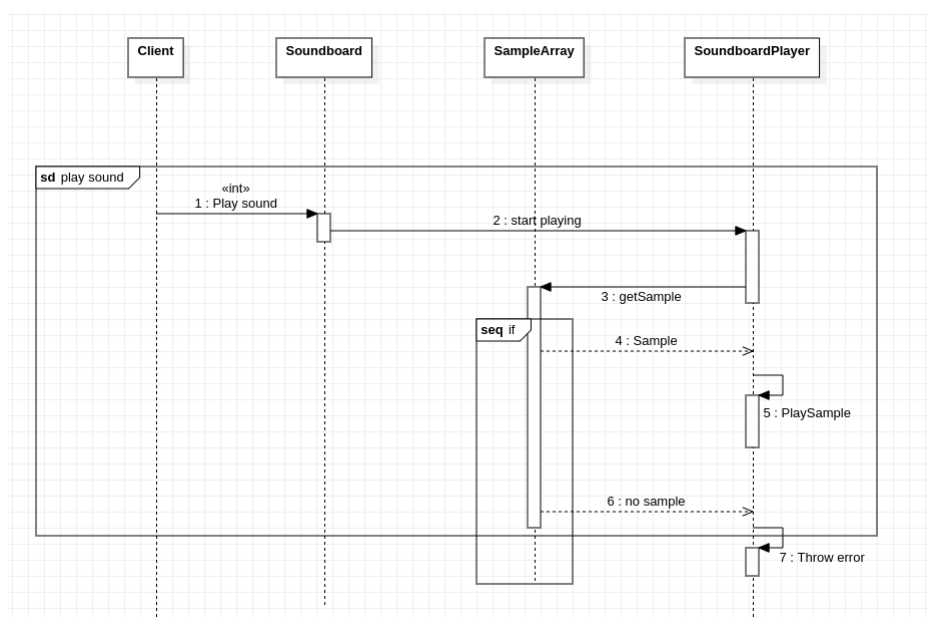 Client
Soundboard
SampleArray
SoundboardPlayer
sd play sound
«int»
1 : Play sound
2 : start playing
3 : getSample
seq if
4 : Sample
5 : PlaySample
6 : no sample
7 : Throw error